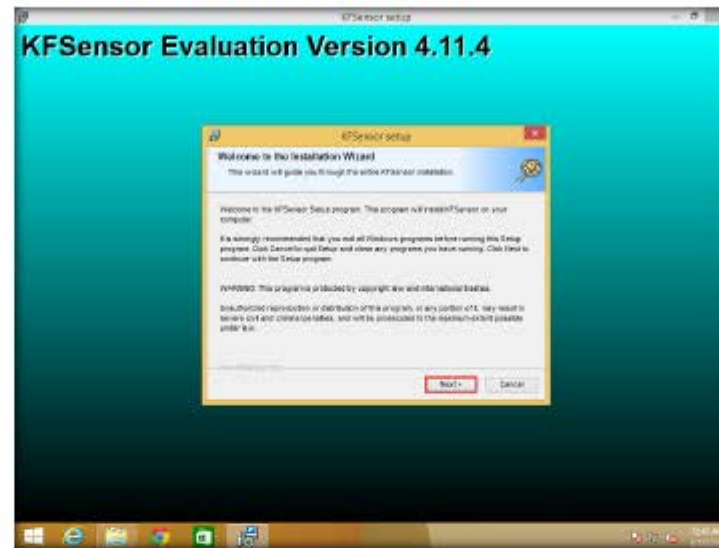 KFSensor setup
KFSensor Evaluation Version 4.11.4
KFSensor setup
Welcome to the Installation Wizard
This wizard will guide you through the entire KFSensor installation.
Welcome to the KFSensor Setup program. This program will install KFSensor on your
computer.
It is strongly recommended that you exit all Windows programs before running this Setup
program. Click Cancel to quit Setup and close any programs you have running. Click Next to
continue with the Setup program.
WARNING: This program is protected by copyright law and international treaties.
Unauthorized reproduction or distribution of this program, or any portion of it, may result in
severe civil and criminal penalties, and will be prosecuted to the maximum extent possible
under law.
Next >
Cancel